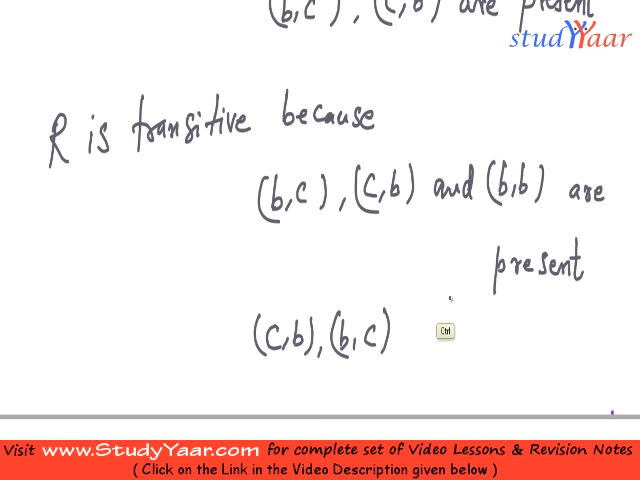 (b,c), (c,b) are present
studYYaar
R is transitive because
(b,c), (c,b) and (b,b) are
present
(c,b), (b,c)
Ctrl
Visit www.StudyYaar.com for complete set of Video Lessons & Revision Notes
( Click on the Link in the Video Description given below )